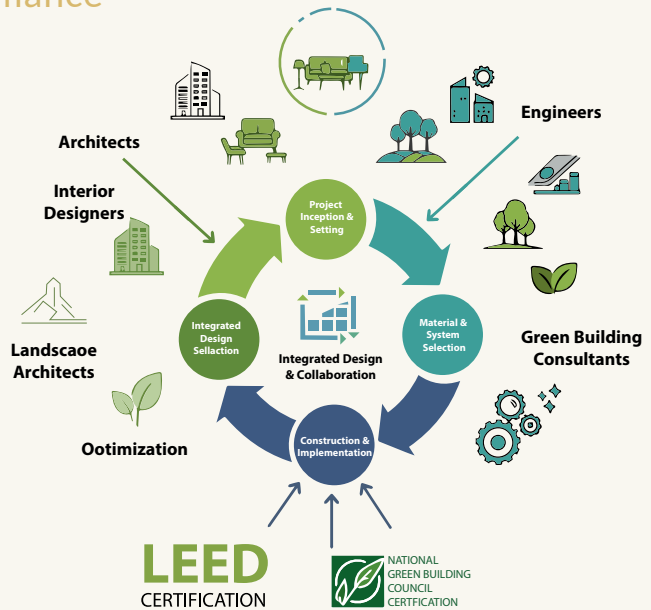 Architects
Engineers
Interior
Designers
Project
Inception &
Setting
Integrated
Design
Sellaction
Integrated Design
& Collaboration
Material &
System
Selection
Landscaoe
Architects
Green Building
Consultants
Ootimization
Construction &
Implementation
LEED
CERTIFICATION
NATIONAL
GREEN BUILDING
COUNCIL
CERTFICATION